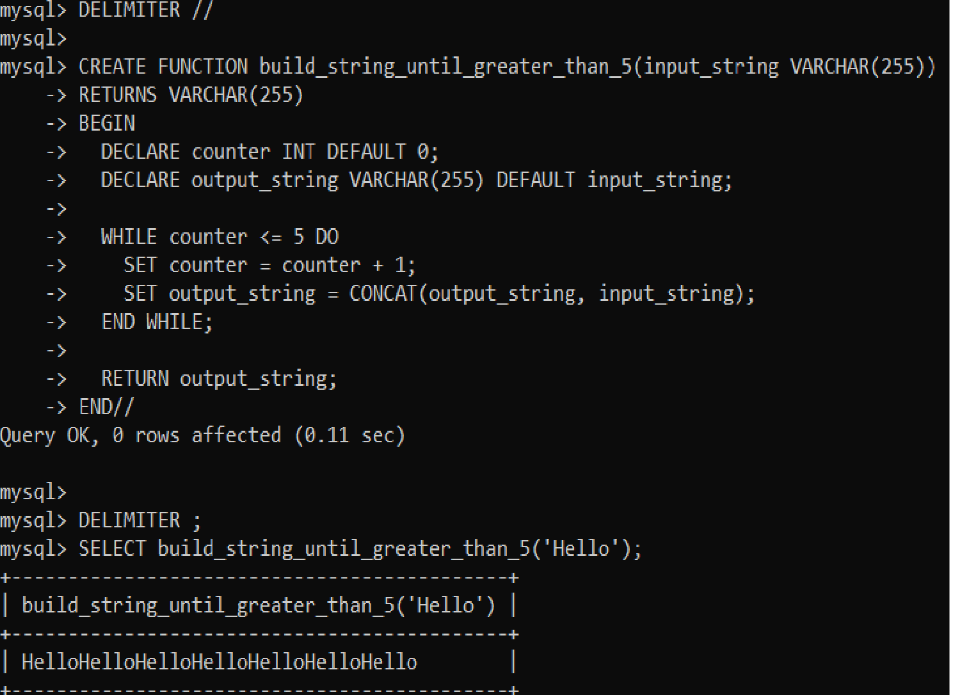 mysql> DELIMITER //
mysql>
mysql> CREATE FUNCTION build_string_until_greater_than_5(input_string VARCHAR(255))
    -> RETURNS VARCHAR(255)
    -> BEGIN
    ->   DECLARE counter INT DEFAULT 0;
    ->   DECLARE output_string VARCHAR(255) DEFAULT input_string;
    ->
    ->   WHILE counter <= 5 DO
    ->     SET counter = counter + 1;
    ->     SET output_string = CONCAT(output_string, input_string);
    ->   END WHILE;
    ->
    ->   RETURN output_string;
    -> END//
Query OK, 0 rows affected (0.11 sec)

mysql>
mysql> DELIMITER ;
mysql> SELECT build_string_until_greater_than_5('Hello');
+--------------------------------------------+
| build_string_until_greater_than_5('Hello') |
+--------------------------------------------+
| HelloHelloHelloHelloHelloHelloHello        |
+--------------------------------------------+